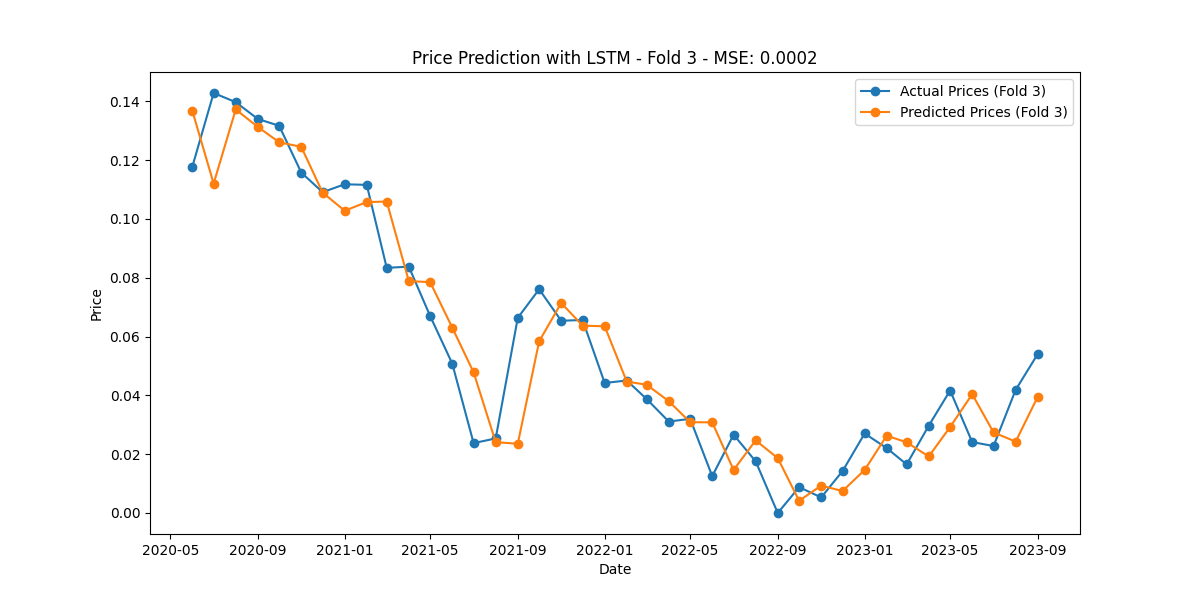 Price Prediction with LSTM - Fold 3 - MSE: 0.0002
Actual Prices (Fold 3)
Predicted Prices (Fold 3)
0.14
0.12
0.10
0.08
0.06
0.04
0.02
0.00
Price
2020-05 2020-09 2021-01 2021-05 2021-09 2022-01 2022-05 2022-09 2023-01 2023-05 2023-09
Date